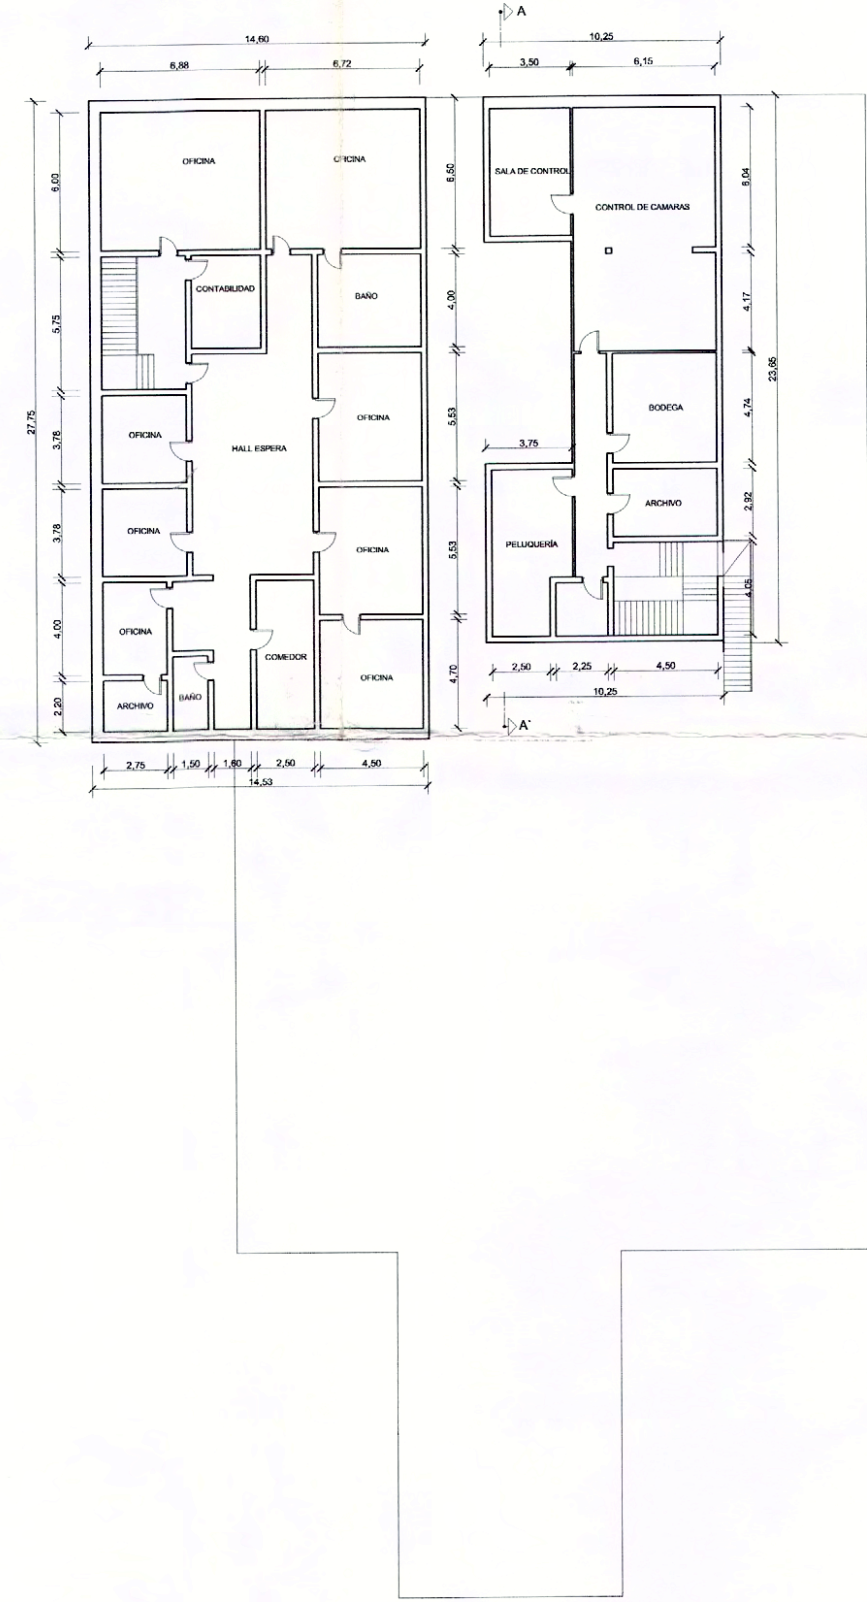 A
14,60
10,25
6,88
6,72
3,50
6,15
OFICINA
OFICINA
SALA DE CONTROL
CONTROL DE CAMARAS
6,00
6,04
CONTABILIDAD
BAÑO
27,75
5,75
4,00
4,17
23,65
OFICINA
BODEGA
OFICINA
HALL ESPERA
3,78
5,53
3,75
4,74
OFICINA
ARCHIVO
OFICINA
PELUQUERÍA
3,78
5,53
2,92
4,05
OFICINA
COMEDOR
4,00
OFICINA
BAÑO
ARCHIVO
2,20
4,70
2,50
2,25
4,50
10,25
A'
2,75
1,50
1,60
2,50
4,50
14,53